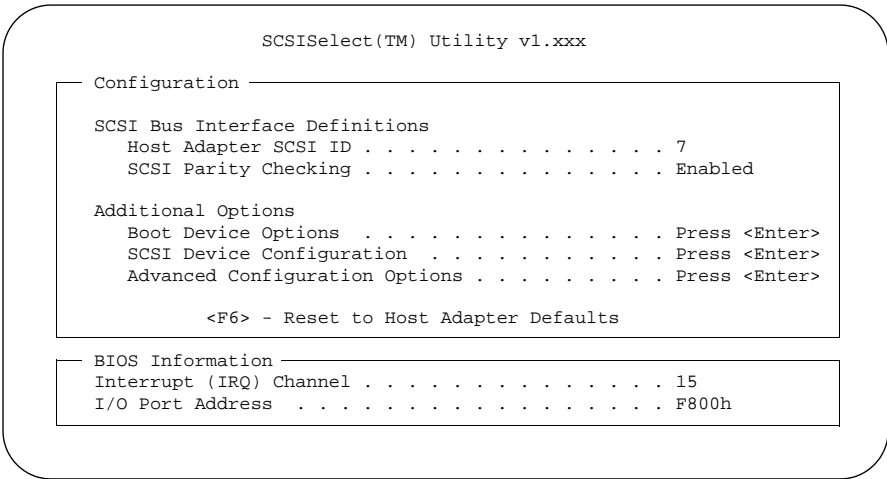 SCSISelect(TM) Utility v1.xxx
Configuration
SCSI Bus Interface Definitions
Host Adapter SCSI ID . . . . . . . . . . . . . . 7
SCSI Parity Checking . . . . . . . . . . . . . . Enabled
Additional Options
Boot Device Options . . . . . . . . . . . . . . Press <Enter>
SCSI Device Configuration . . . . . . . . . . . Press <Enter>
Advanced Configuration Options . . . . . . . . . Press <Enter>
<F6> - Reset to Host Adapter Defaults
BIOS Information
Interrupt (IRQ) Channel . . . . . . . . . . . . . . 15
I/O Port Address . . . . . . . . . . . . . . . . . F800h